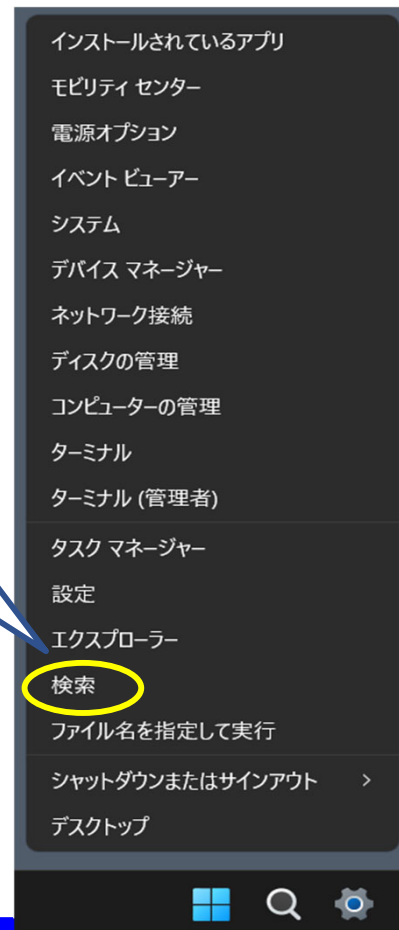 インストールされているアプリ
モビリティ センター
電源オプション
イベント ビューアー
システム
デバイス マネージャー
ネットワーク接続
ディスクの管理
コンピューターの管理
ターミナル
ターミナル (管理者)
タスク マネージャー
設定
エクスプローラー
検索
ファイル名を指定して実行
シャットダウンまたはサインアウト
デスクトップ